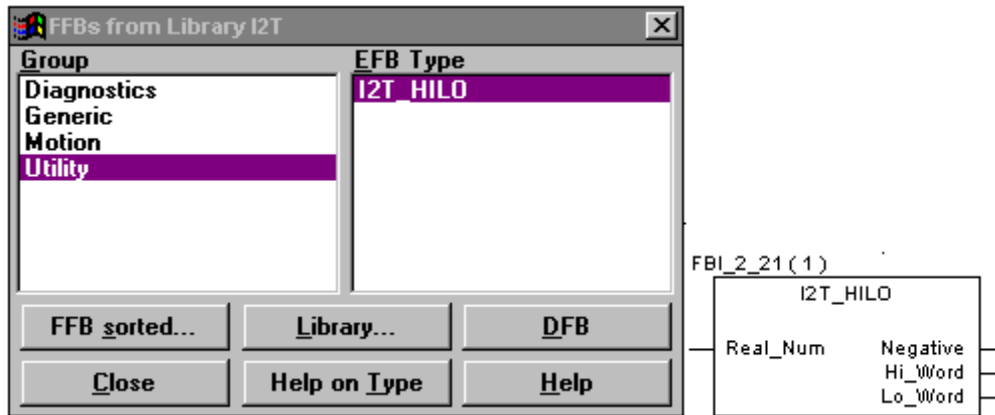 FFBs from Library I2T
Group
EFB Type
Diagnostics
Generic
Motion
Utility
I2T_HILO
FFB sorted...
Library...
DFB
Close
Help on Type
Help
FBI_2_21(1)
I2T_HILO
Real_Num
Negative
Hi_Word
Lo_Word